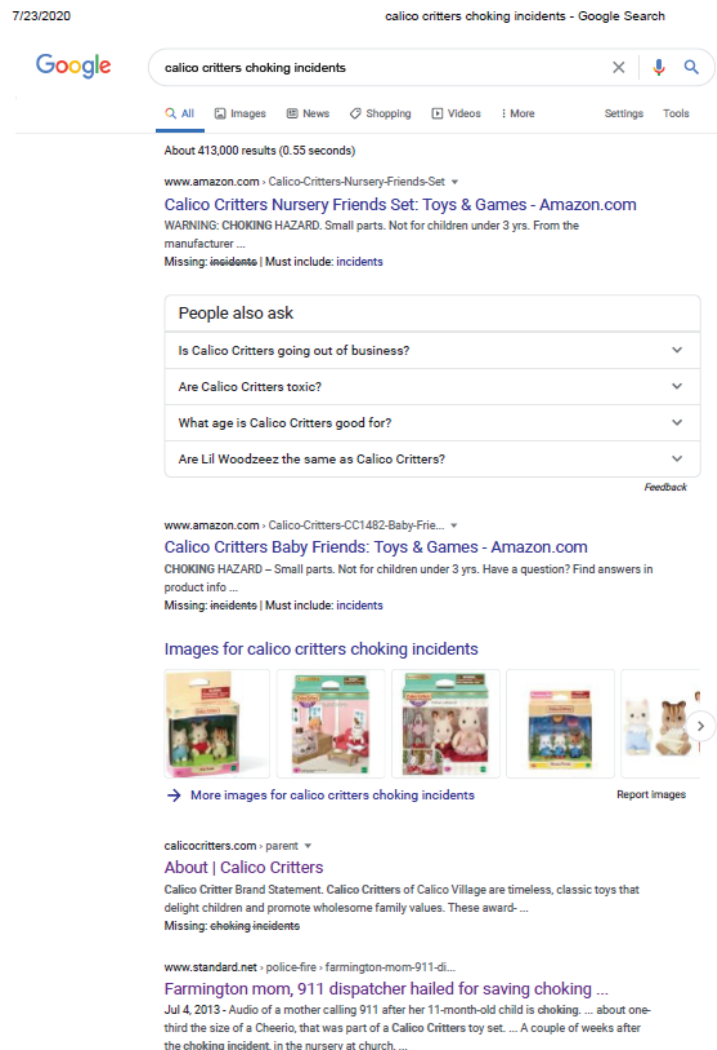 7/23/2020 calico critters choking incidents - Google Search
Google calico critters choking incidents
All Images News Shopping Videos More Settings Tools
About 413,000 results (0.55 seconds)
www.amazon.com › Calico-Critters-Nursery-Friends-Set
Calico Critters Nursery Friends Set: Toys & Games - Amazon.com
WARNING: CHOKING HAZARD. Small parts. Not for children under 3 yrs. From the
manufacturer ...
Missing: incidents | Must include: incidents
People also ask
Is Calico Critters going out of business?
Are Calico Critters toxic?
What age is Calico Critters good for?
Are Lil Woodzeez the same as Calico Critters?
Feedback
www.amazon.com › Calico-Critters-CC1482-Baby-Frie...
Calico Critters Baby Friends: Toys & Games - Amazon.com
CHOKING HAZARD – Small parts. Not for children under 3 yrs. Have a question? Find answers in
product info ...
Missing: incidents | Must include: incidents
Images for calico critters choking incidents
More images for calico critters choking incidents Report images
calicocritters.com › parent
About | Calico Critters
Calico Critter Brand Statement. Calico Critters of Calico Village are timeless, classic toys that
delight children and promote wholesome family values. These award- ...
Missing: choking incidents
www.standard.net › police-fire › farmington-mom-911-di...
Farmington mom, 911 dispatcher hailed for saving choking ...
Jul 4, 2013 - Audio of a mother calling 911 after her 11-month-old child is choking. ... about one-
third the size of a Cheerio, that was part of a Calico Critters toy set. ... A couple of weeks after
the choking incident, in the nursery at church, ...